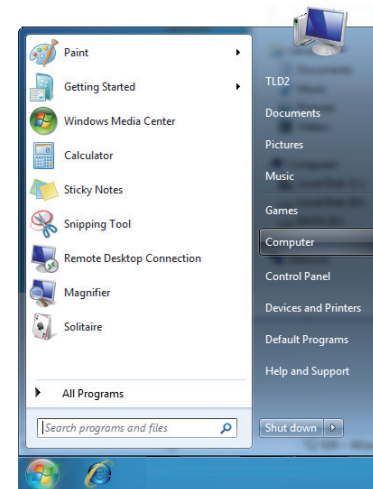 Paint
Getting Started
Windows Media Center
Calculator
Sticky Notes
Snipping Tool
Remote Desktop Connection
Magnifier
Solitaire
All Programs
Search programs and files
TLD2
Documents
Pictures
Music
Games
Computer
Control Panel
Devices and Printers
Default Programs
Help and Support
Shut down